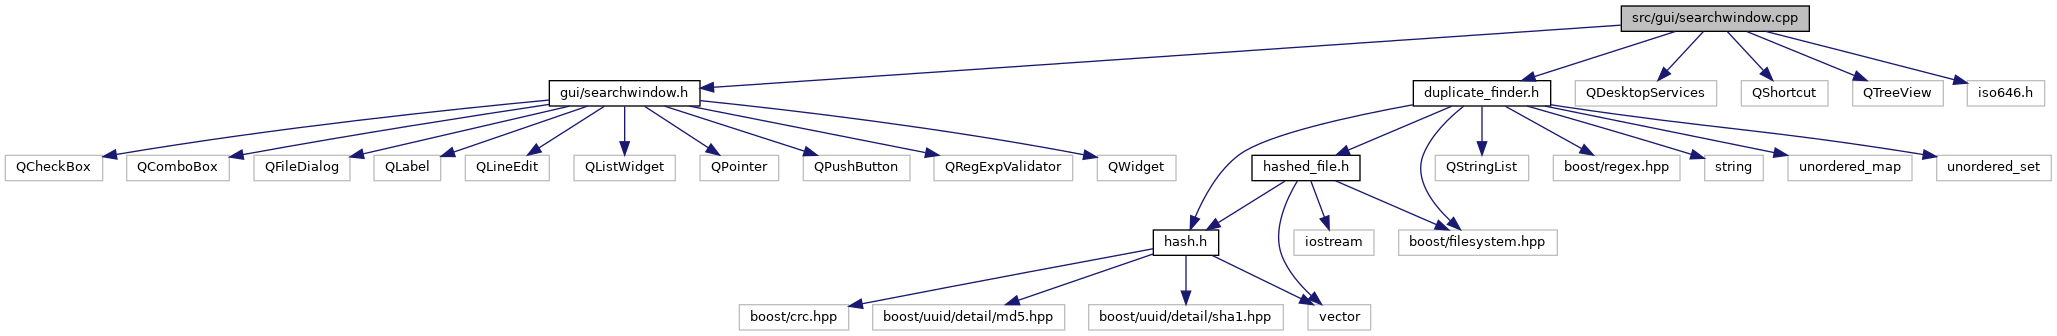 src/gui/searchwindow.cpp
gui/searchwindow.h
duplicate_finder.h
QDesktopServices
QShortcut
QTreeView
iso646.h
QCheckBox
QComboBox
QFileDialog
QLabel
QLineEdit
QListWidget
QPointer
QPushButton
QRegExpValidator
QWidget
hashed_file.h
QStringList
boost/regex.hpp
string
unordered_map
unordered_set
hash.h
iostream
boost/filesystem.hpp
boost/crc.hpp
boost/uuid/detail/md5.hpp
boost/uuid/detail/sha1.hpp
vector